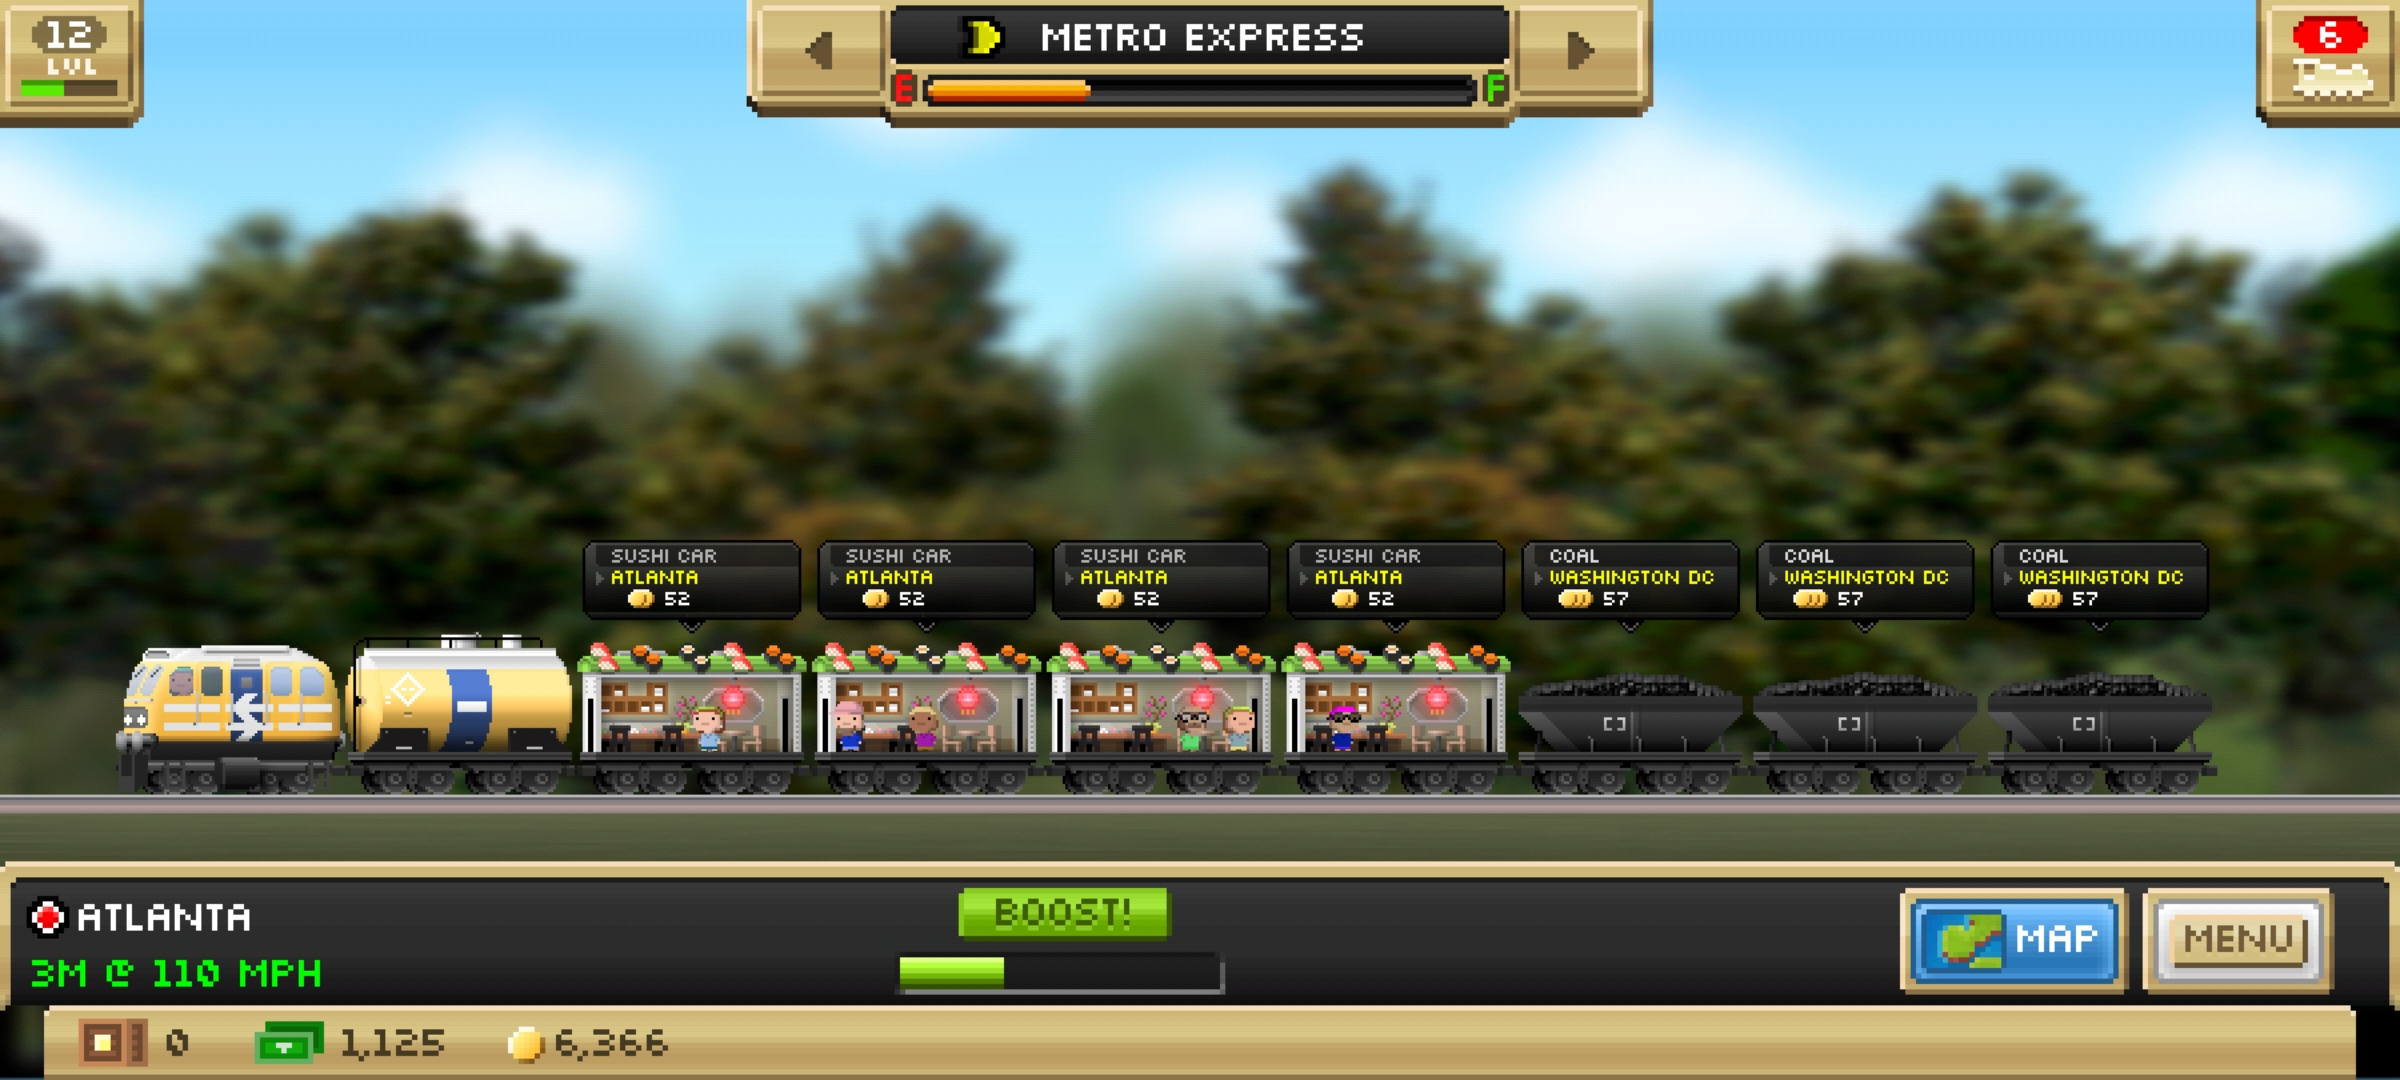 12
LVL
METRO EXPRESS
E F
6
SUSHI CAR
ATLANTA
52
SUSHI CAR
ATLANTA
52
SUSHI CAR
ATLANTA
52
SUSHI CAR
ATLANTA
52
COAL
WASHINGTON DC
57
COAL
WASHINGTON DC
57
COAL
WASHINGTON DC
57
ATLANTA
3M @ 110 MPH
BOOST!
MAP
MENU
0 1,125 6,366